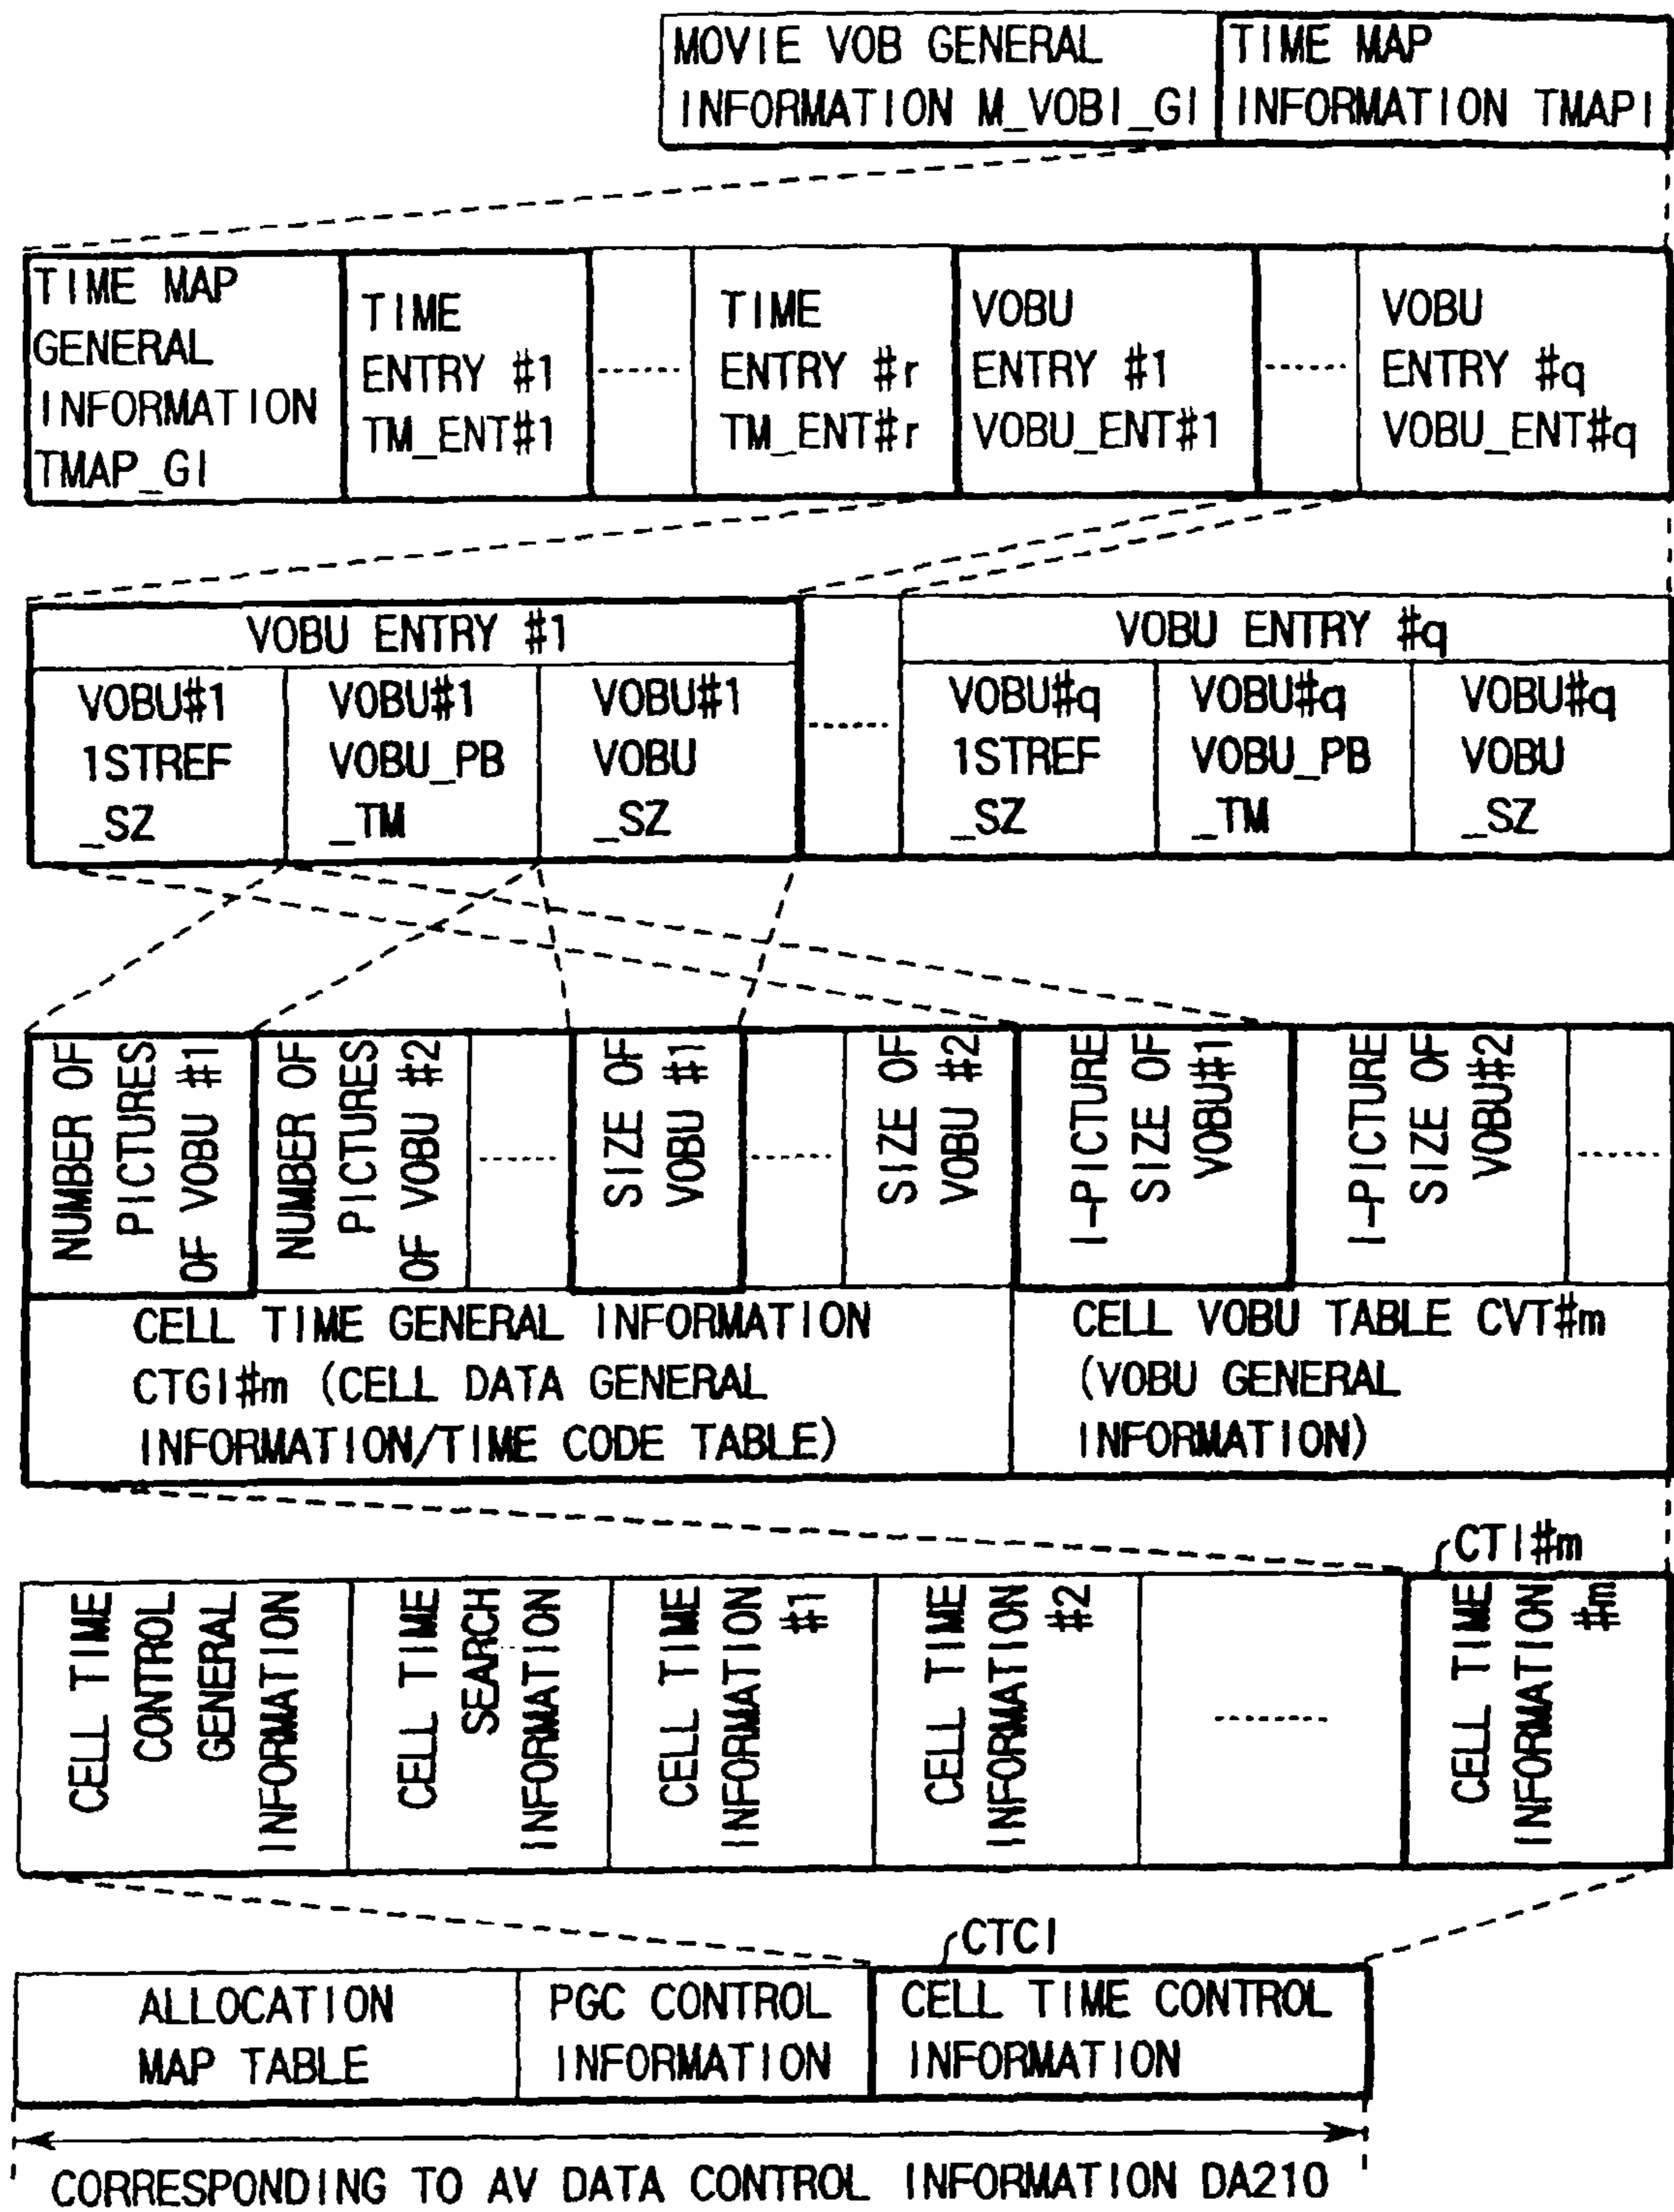 MOVIE VOB GENERAL
INFORMATION M_VOBI_GI
TIME MAP
INFORMATION TMAPI
TIME MAP
GENERAL
INFORMATION
TMAP_GI
TIME
ENTRY #1
TM_ENT#1
TIME
ENTRY #r
TM_ENT#r
VOBU
ENTRY #1
VOBU_ENT#1
VOBU
ENTRY #q
VOBU_ENT#q
VOBU ENTRY #1
VOBU#1
1STREF
_SZ
VOBU#1
VOBU_PB
_TM
VOBU#1
VOBU
_SZ
VOBU ENTRY #q
VOBU#q
1STREF
_SZ
VOBU#q
VOBU_PB
_TM
VOBU#q
VOBU
_SZ
NUMBER OF
PICTURES
OF VOBU #1
NUMBER OF
PICTURES
OF VOBU #2
SIZE OF
VOBU #1
SIZE OF
VOBU #2
I-PICTURE
SIZE OF
VOBU#1
I-PICTURE
SIZE OF
VOBU#2
CELL TIME GENERAL INFORMATION
CTGI#m (CELL DATA GENERAL
INFORMATION/TIME CODE TABLE)
CELL VOBU TABLE CVT#m
(VOBU GENERAL
INFORMATION)
CTI#m
CELL TIME
CONTROL
GENERAL
INFORMATION
CELL TIME
SEARCH
INFORMATION
CELL TIME
INFORMATION
#1
CELL TIME
INFORMATION
#2
CELL TIME
INFORMATION
#m
CTCI
ALLOCATION
MAP TABLE
PGC CONTROL
INFORMATION
CELL TIME CONTROL
INFORMATION
CORRESPONDING TO AV DATA CONTROL INFORMATION DA210